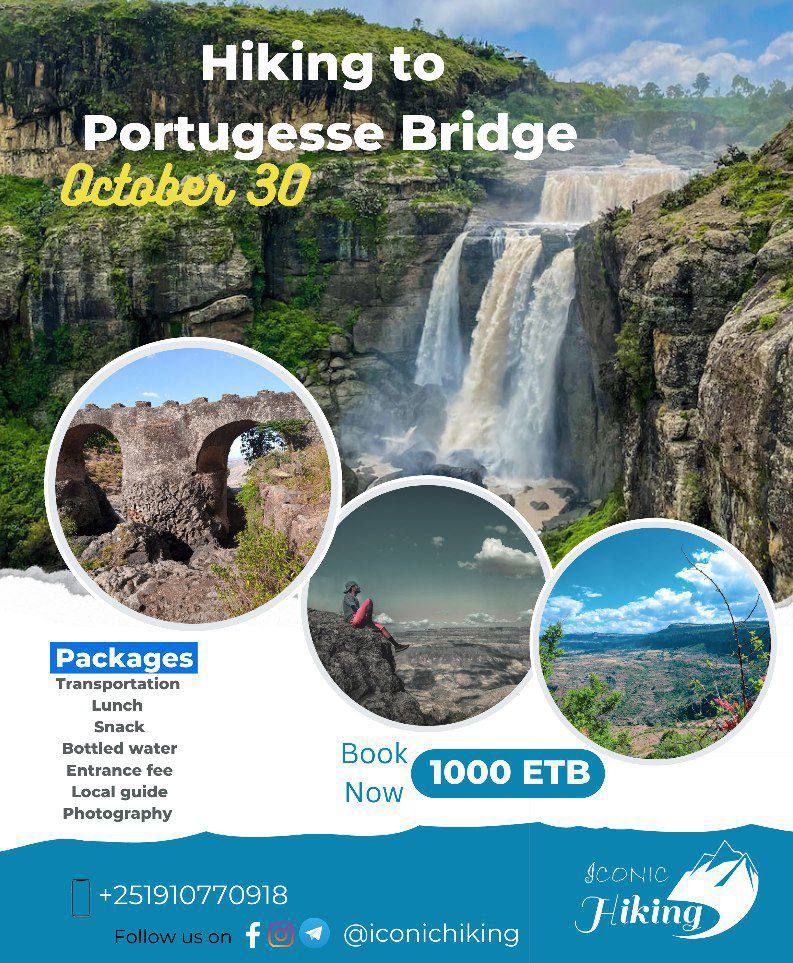 Hiking to
Portugesse Bridge
October 30
Packages
Transportation
Lunch
Snack
Bottled water
Entrance fee
Local guide
Photography
Book
Now
1000 ETB
+251910770918
Follow us on
@iconichiking
ICONIC
Hiking